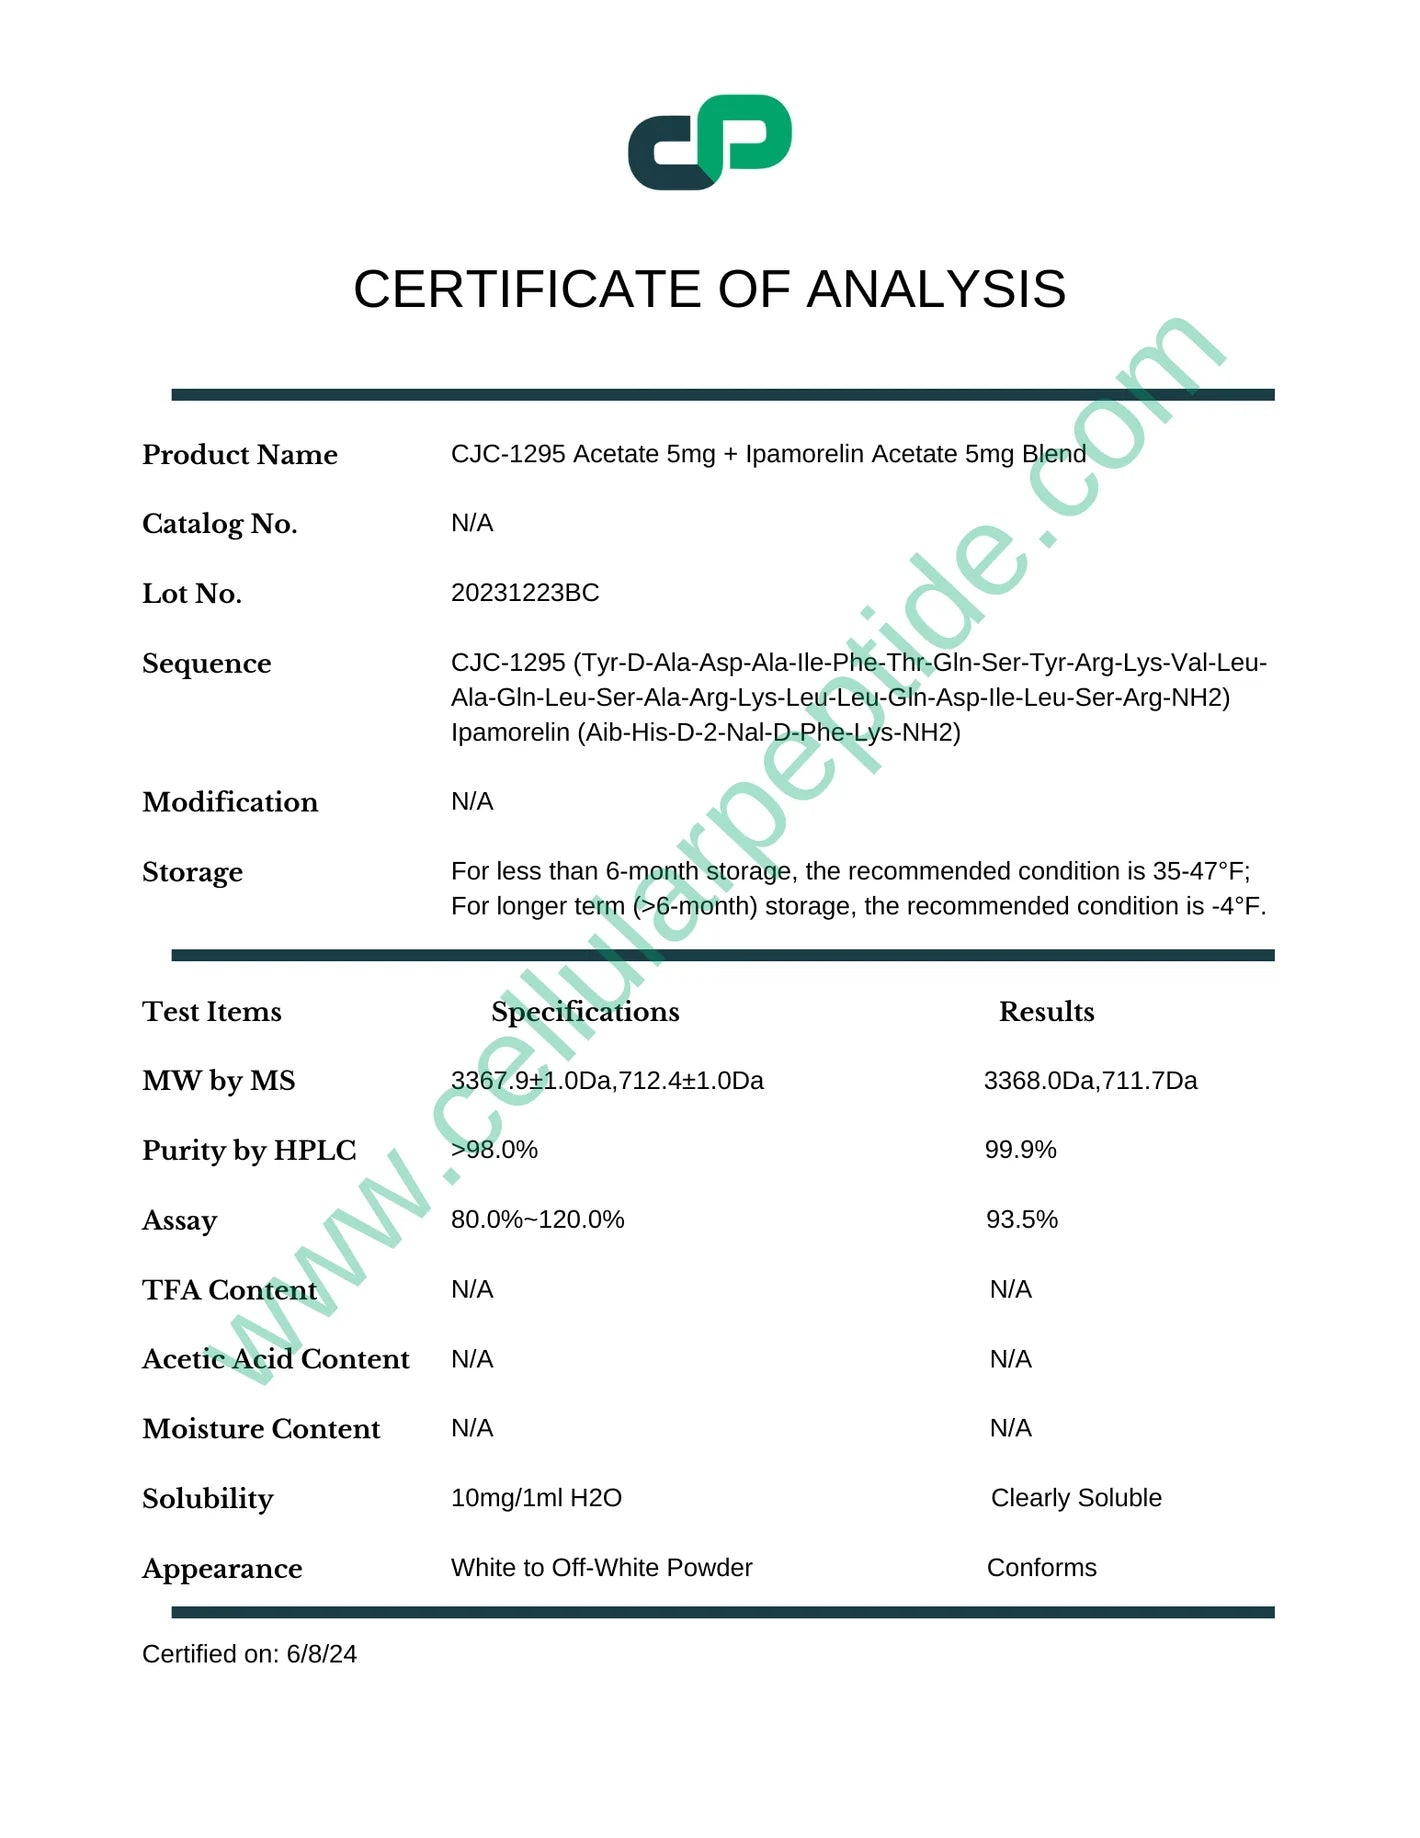 CP
CERTIFICATE OF ANALYSIS
Product Name CJC-1295 Acetate 5mg + Ipamorelin Acetate 5mg Blend
Catalog No. N/A
Lot No. 20231223BC
Sequence CJC-1295 (Tyr-D-Ala-Asp-Ala-Ile-Phe-Thr-Gln-Ser-Tyr-Arg-Lys-Val-Leu-
Ala-Gln-Leu-Ser-Ala-Arg-Lys-Leu-Leu-Gln-Asp-Ile-Leu-Ser-Arg-NH2)
Ipamorelin (Aib-His-D-2-Nal-D-Phe-Lys-NH2)
Modification N/A
Storage For less than 6-month storage, the recommended condition is 35-47°F;
For longer term (>6-month) storage, the recommended condition is -4°F.
Test Items Specifications Results
MW by MS 3367.9±1.0Da,712.4±1.0Da 3368.0Da,711.7Da
Purity by HPLC >98.0% 99.9%
Assay 80.0%~120.0% 93.5%
TFA Content N/A N/A
Acetic Acid Content N/A N/A
Moisture Content N/A N/A
Solubility 10mg/1ml H2O Clearly Soluble
Appearance White to Off-White Powder Conforms
Certified on: 6/8/24
www.cellularpeptide.com